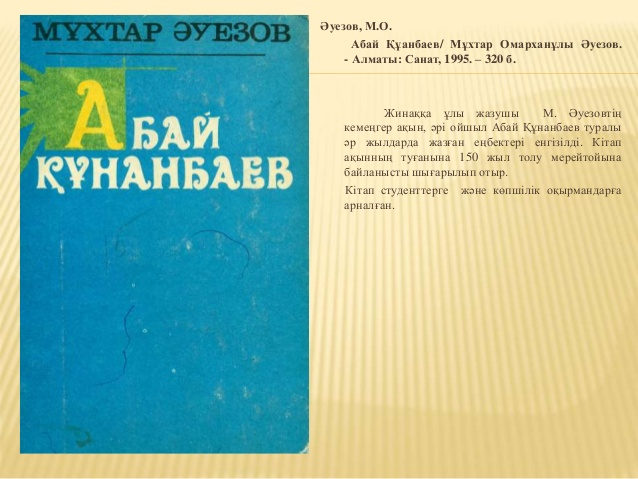 МҰХТАР ӘУЕЗОВ
АБАЙ
ҚҰНАНБАЕВ
Әуезов, М.О.
Абай Құанбаев/ Мұхтар Омарханұлы Әуезов.
- Алматы: Санат, 1995. – 320 б.
Жинаққа ұлы жазушы М. Әуезовтің
кемеңгер ақын, әрі ойшыл Абай Құнанбаев туралы
әр жылдарда жазған еңбектері енгізілді. Кітап
ақынның туғанына 150 жыл толу мерейтойына
байланысты шығарылып отыр.
Кітап студенттерге және көпшілік оқырмандарға
арналған.